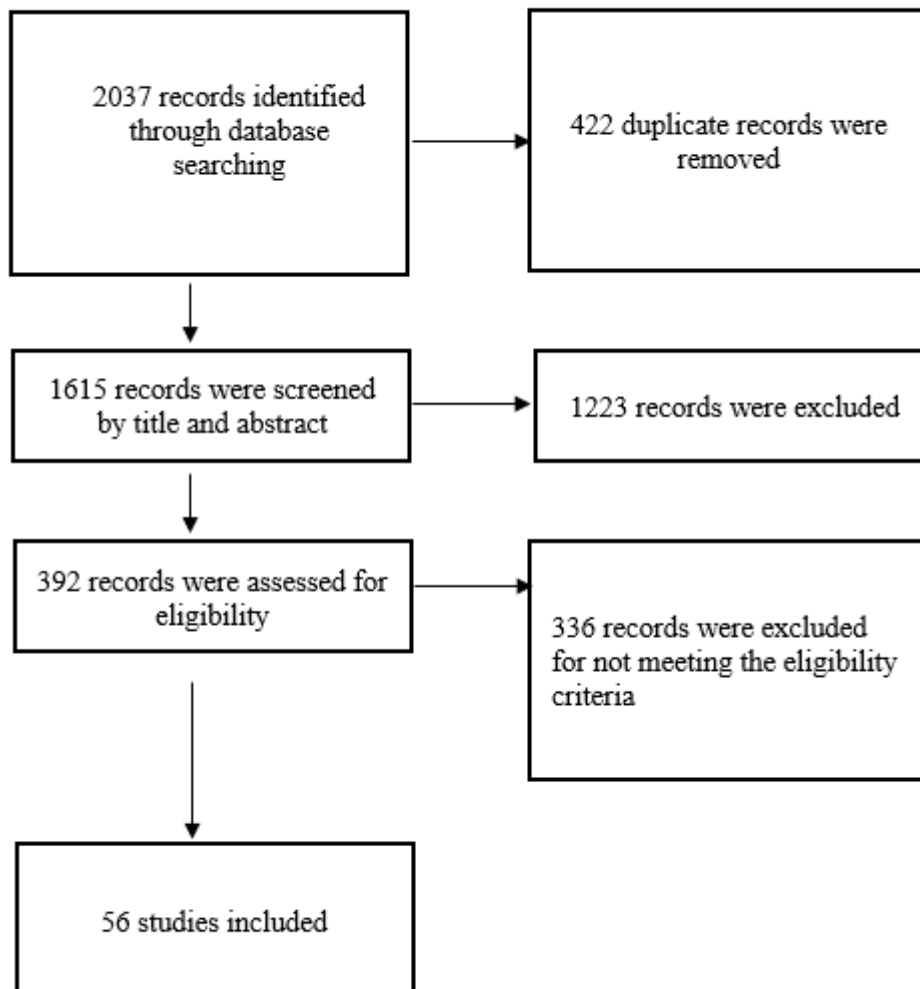 2037 records identified
through database
searching
422 duplicate records were
removed
1615 records were screened
by title and abstract
1223 records were excluded
392 records were assessed for
eligibility
336 records were excluded
for not meeting the eligibility
criteria
56 studies included